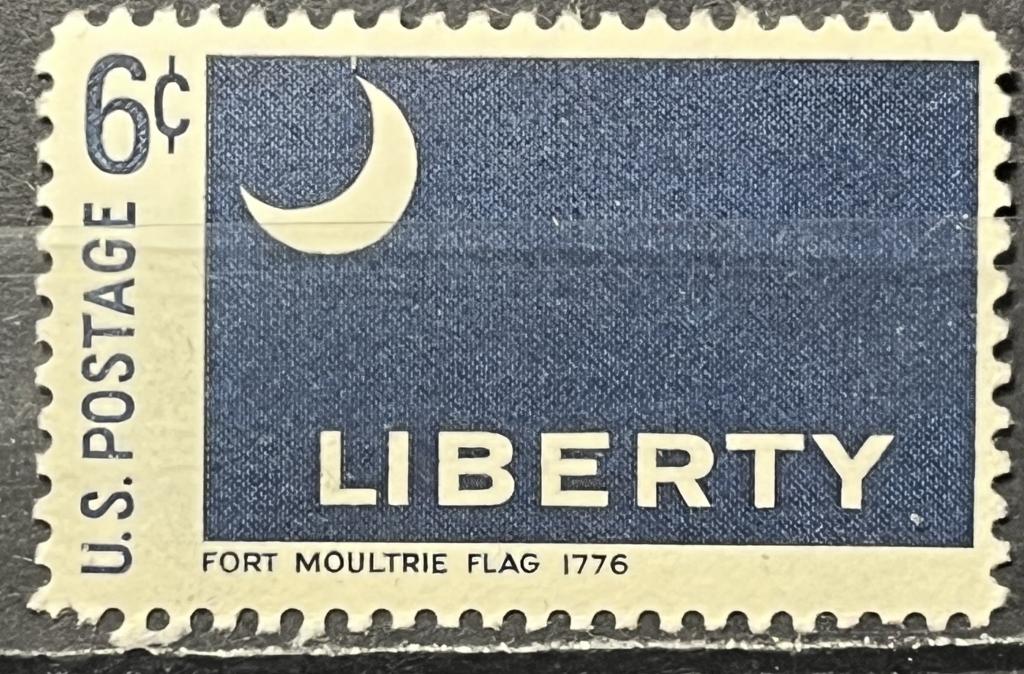 6¢
U.S. POSTAGE
LIBERTY
FORT MOULTRIE FLAG 1776